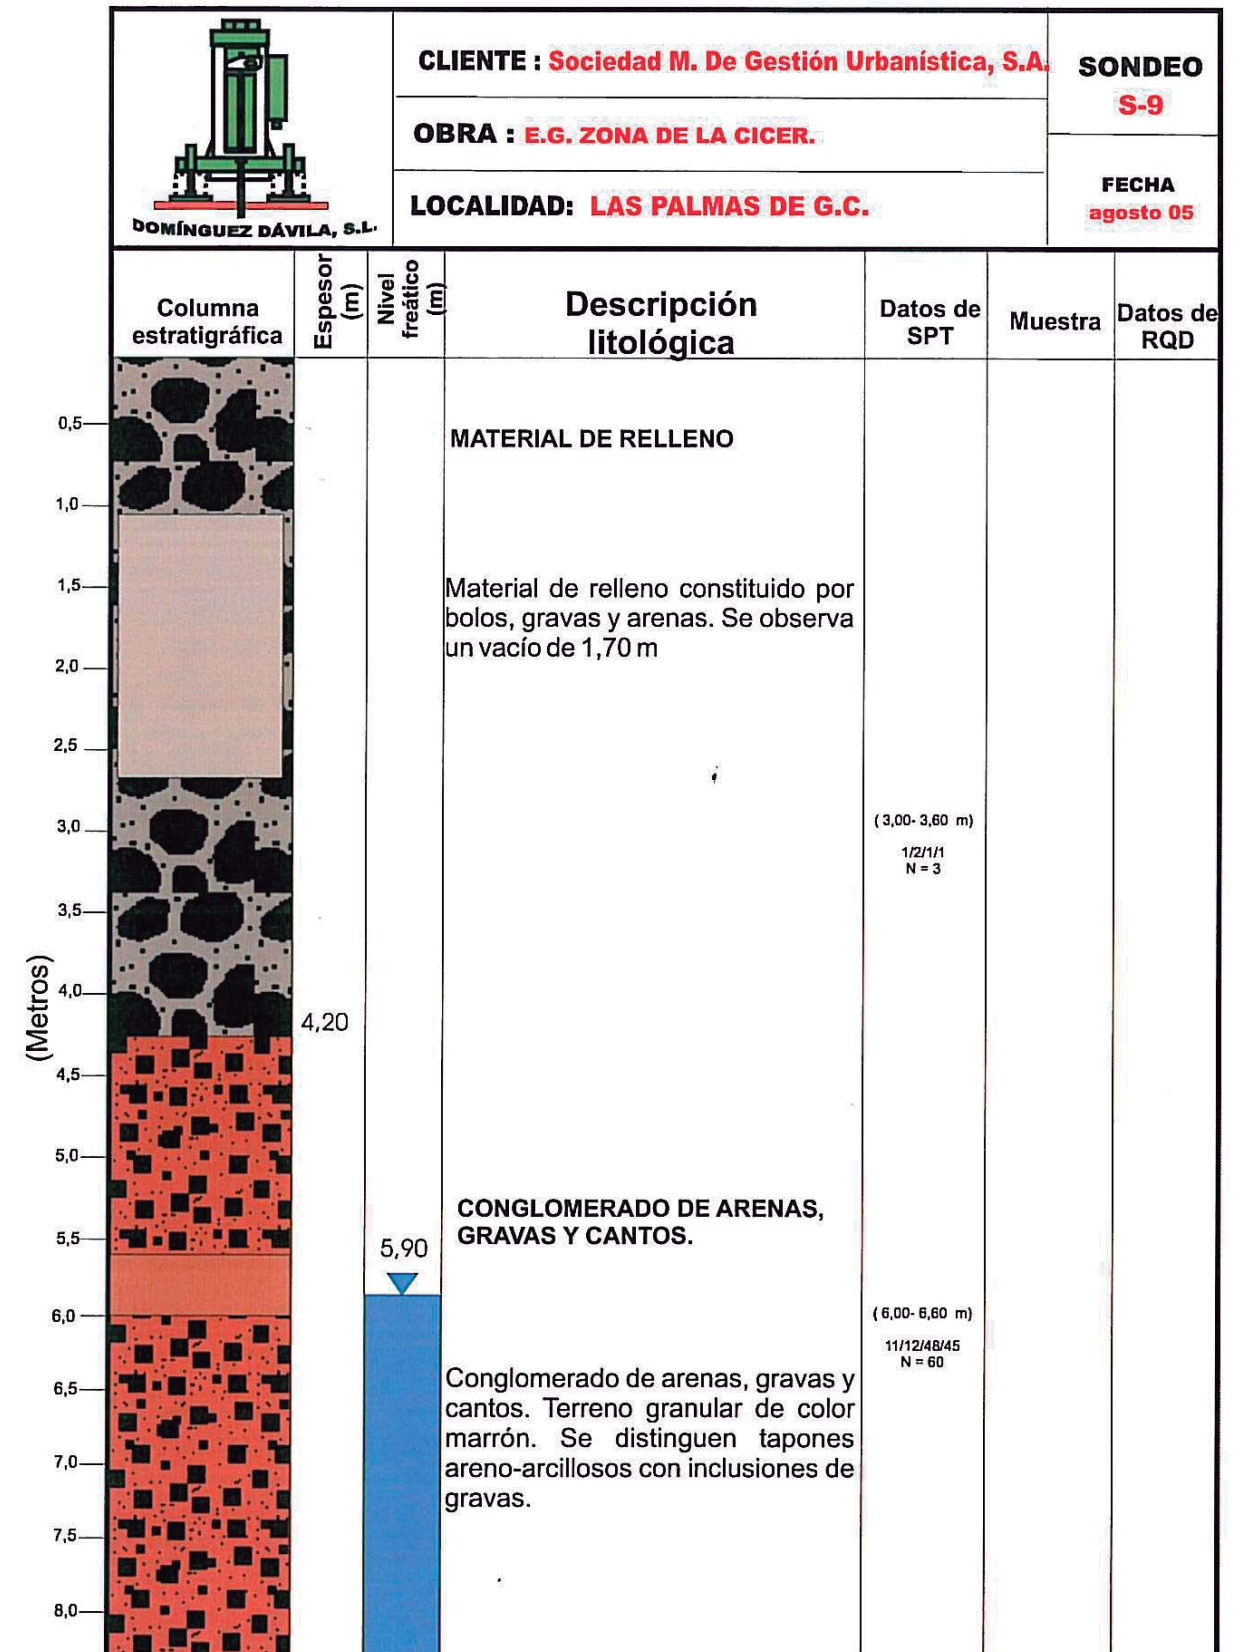 DOMÍNGUEZ DÁVILA, S.L.
CLIENTE : Sociedad M. De Gestión Urbanística, S.A.
OBRA : E.G. ZONA DE LA CICER.
LOCALIDAD: LAS PALMAS DE G.C.
SONDEO
S-9
FECHA
agosto 05
Columna
estratigráfica
Espesor
(m)
Nivel
freático
(m)
Descripción
litológica
Datos de
SPT
Muestra
Datos de
RQD
(Metros)
0,5
1,0
1,5
2,0
2,5
3,0
3,5
4,0
4,5
5,0
5,5
6,0
6,5
7,0
7,5
8,0
4,20
5,90
MATERIAL DE RELLENO
Material de relleno constituido por
bolos, gravas y arenas. Se observa
un vacío de 1,70 m
CONGLOMERADO DE ARENAS,
GRAVAS Y CANTOS.
Conglomerado de arenas, gravas y
cantos. Terreno granular de color
marrón. Se distinguen tapones
areno-arcillosos con inclusiones de
gravas.
( 3,00- 3,60 m)
1/2/1/1
N = 3
( 6,00- 6,60 m)
11/12/48/45
N = 60